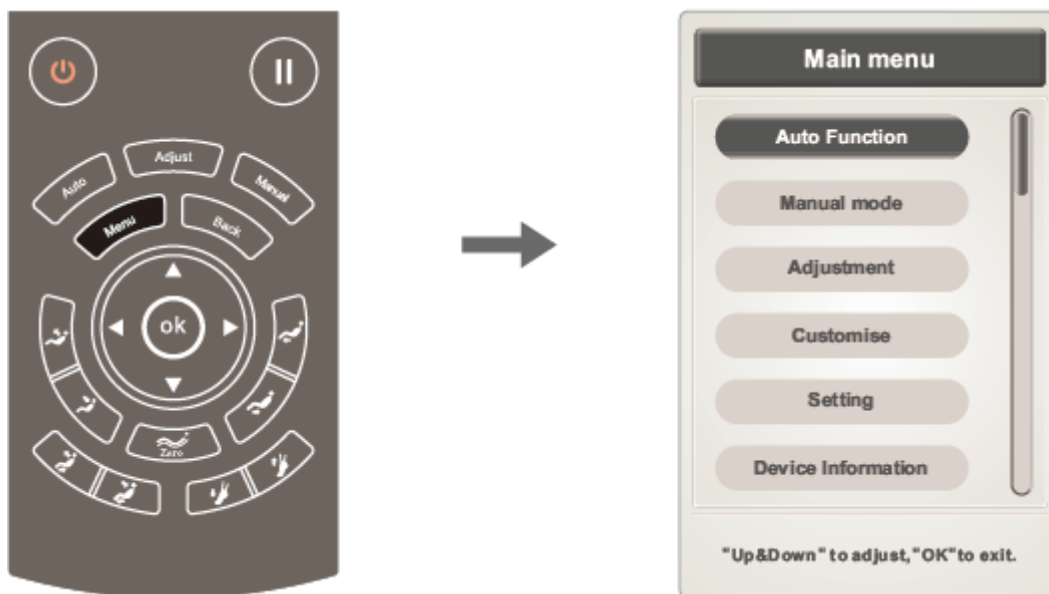 Adjust
Auto
Manual
Menu
Back
ok
Zero
Main menu
Auto Function
Manual mode
Adjustment
Customise
Setting
Device Information
"Up&Down" to adjust,"OK"to exit.